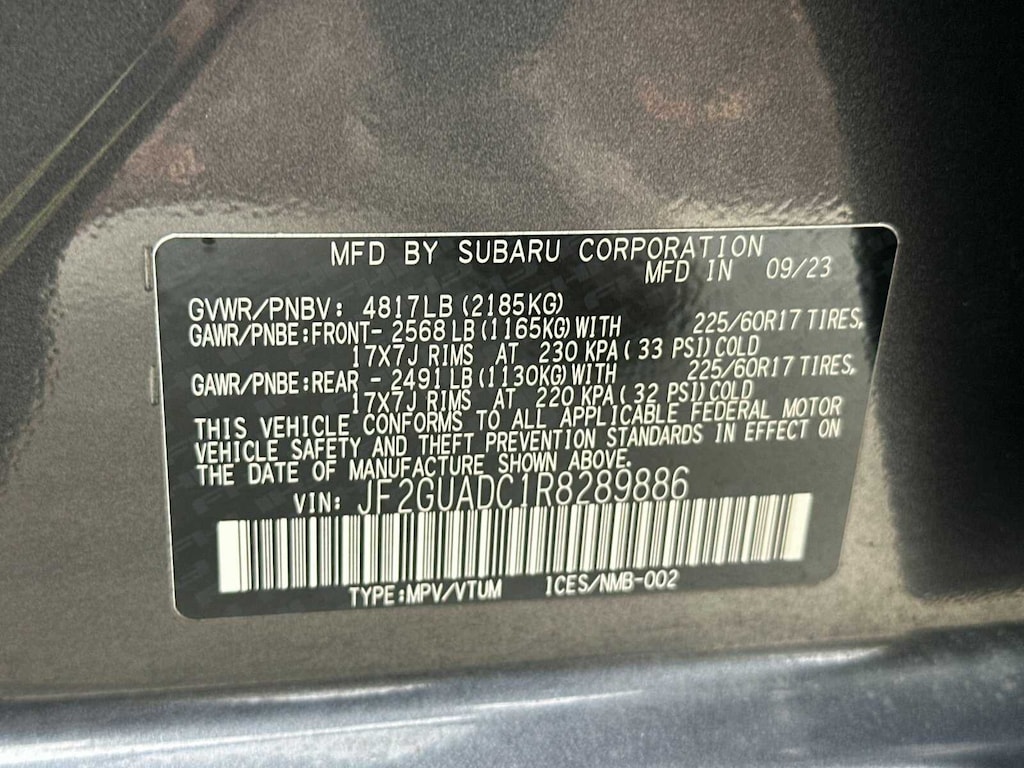 MFD BY SUBARU CORPORATION
MFD IN 09/23
GVWR/PNBV: 4817LB (2185KG)
GAWR/PNBE:FRONT- 2568 LB (1165KG) WITH 225/60R17 TIRES,
17X7J RIMS AT 230 KPA ( 33 PSI) COLD
GAWR/PNBE:REAR - 2491 LB (1130KG) WITH 225/60R17 TIRES,
17X7J RIMS AT 220 KPA ( 32 PSI) COLD
THIS VEHICLE CONFORMS TO ALL APPLICABLE FEDERAL MOTOR
VEHICLE SAFETY AND THEFT PREVENTION STANDARDS IN EFFECT ON
THE DATE OF MANUFACTURE SHOWN ABOVE.
VIN: JF2GUADC1R8289886
TYPE:MPV/VTUM ICES/NMB-002